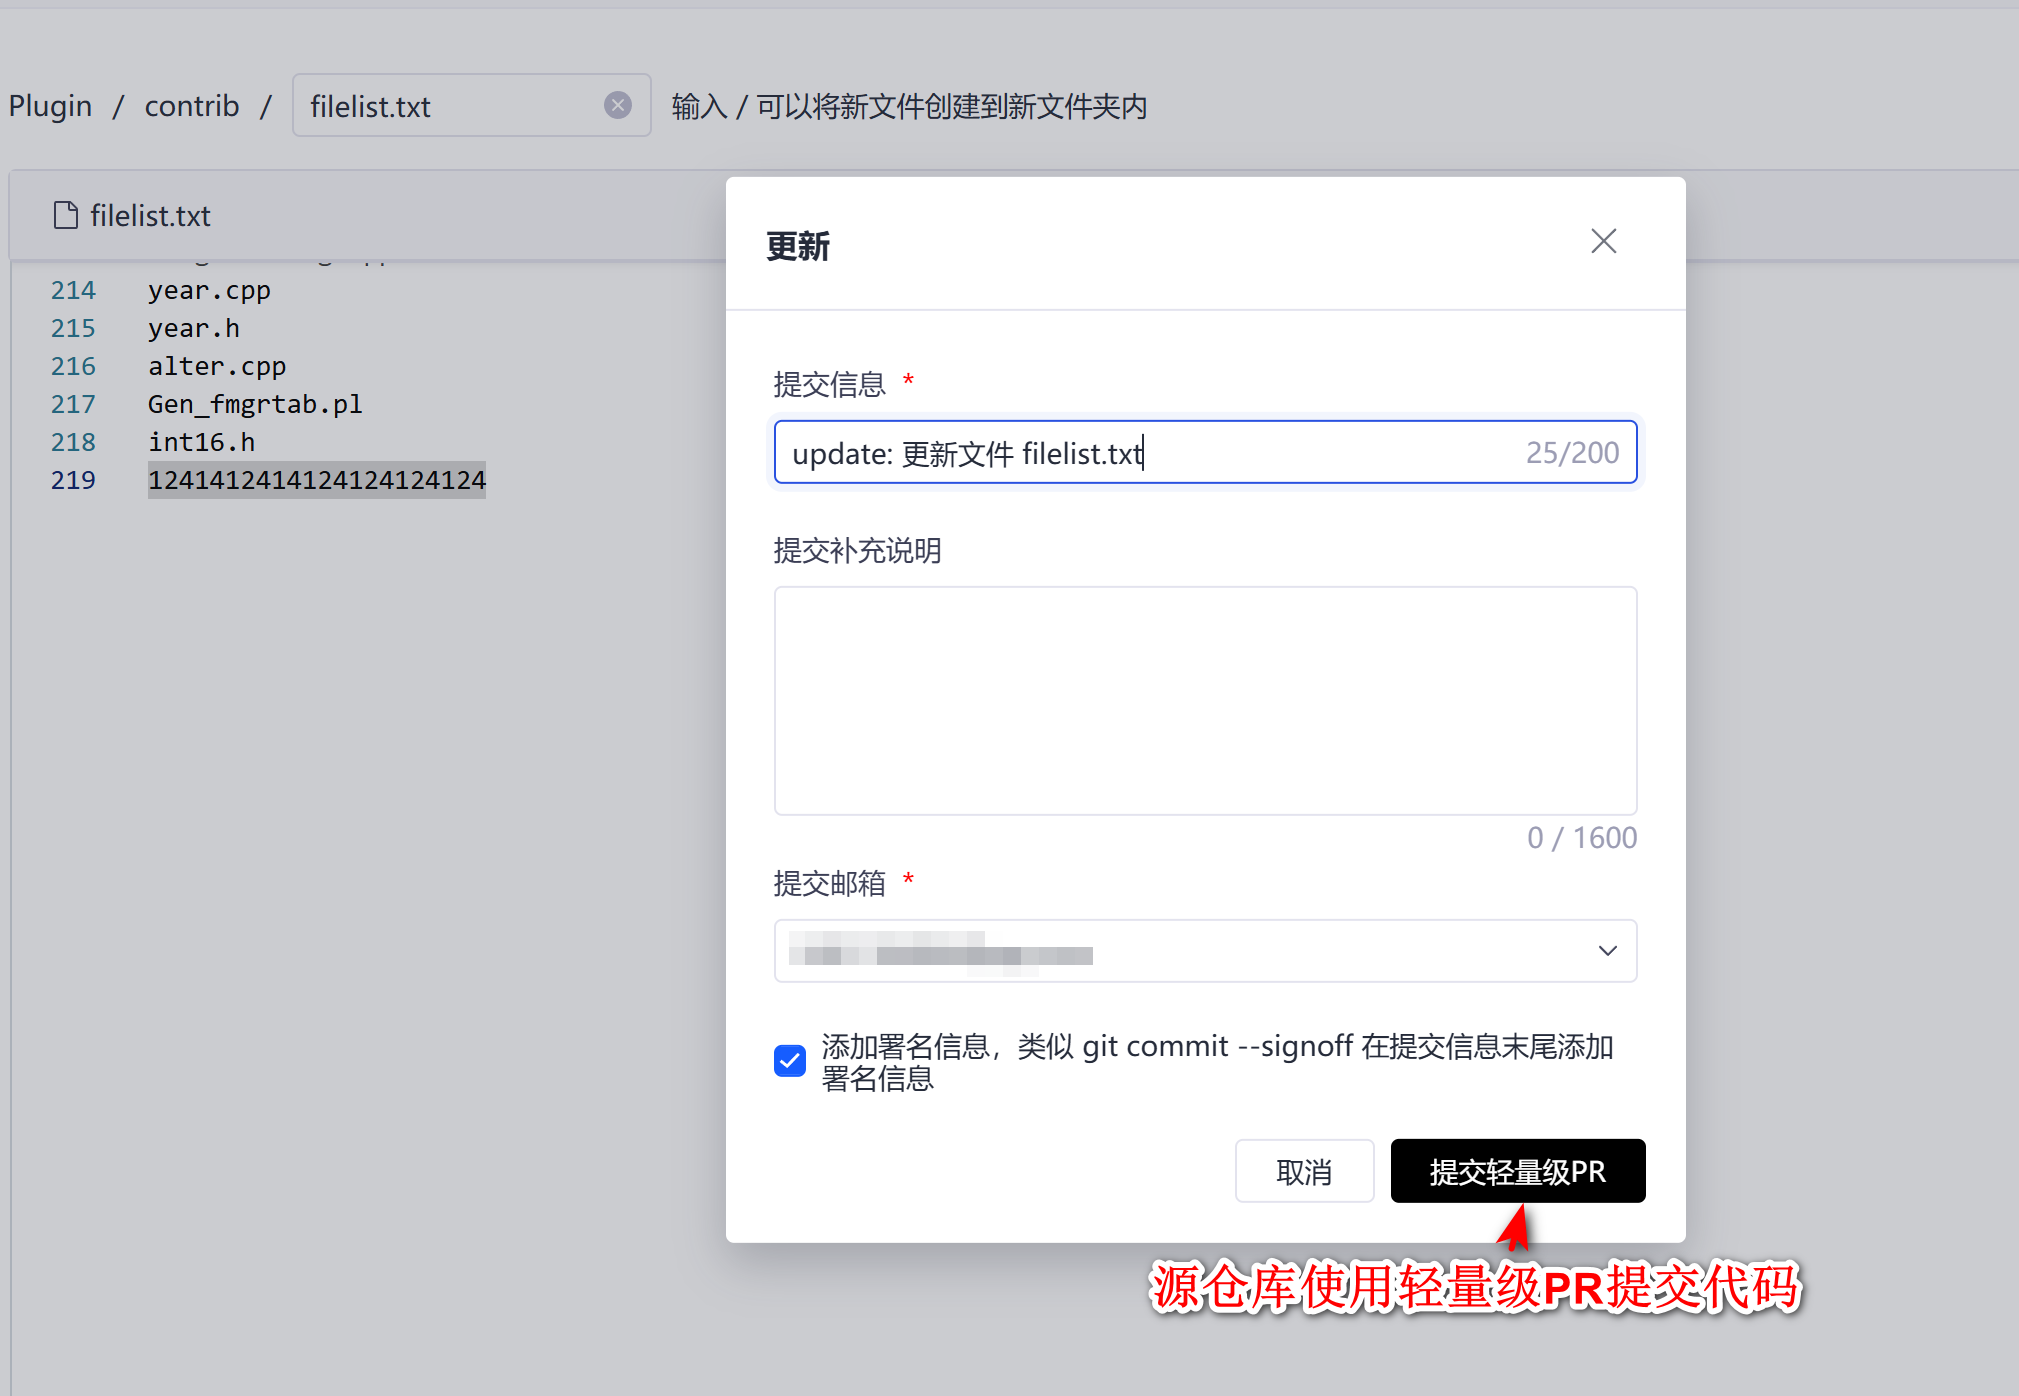 Plugin / contrib / filelist.txt 输入 / 可以将新文件创建到新文件夹内
filelist.txt
214 year.cpp
215 year.h
216 alter.cpp
217 Gen_fmgrtab.pl
218 int16.h
219 1241412414124124124124
更新
提交信息 *
update: 更新文件 filelist.txt 25/200
提交补充说明
0 / 1600
提交邮箱 *
添加署名信息，类似 git commit --signoff 在提交信息末尾添加
署名信息
取消 提交轻量级PR
源仓库使用轻量级PR提交代码